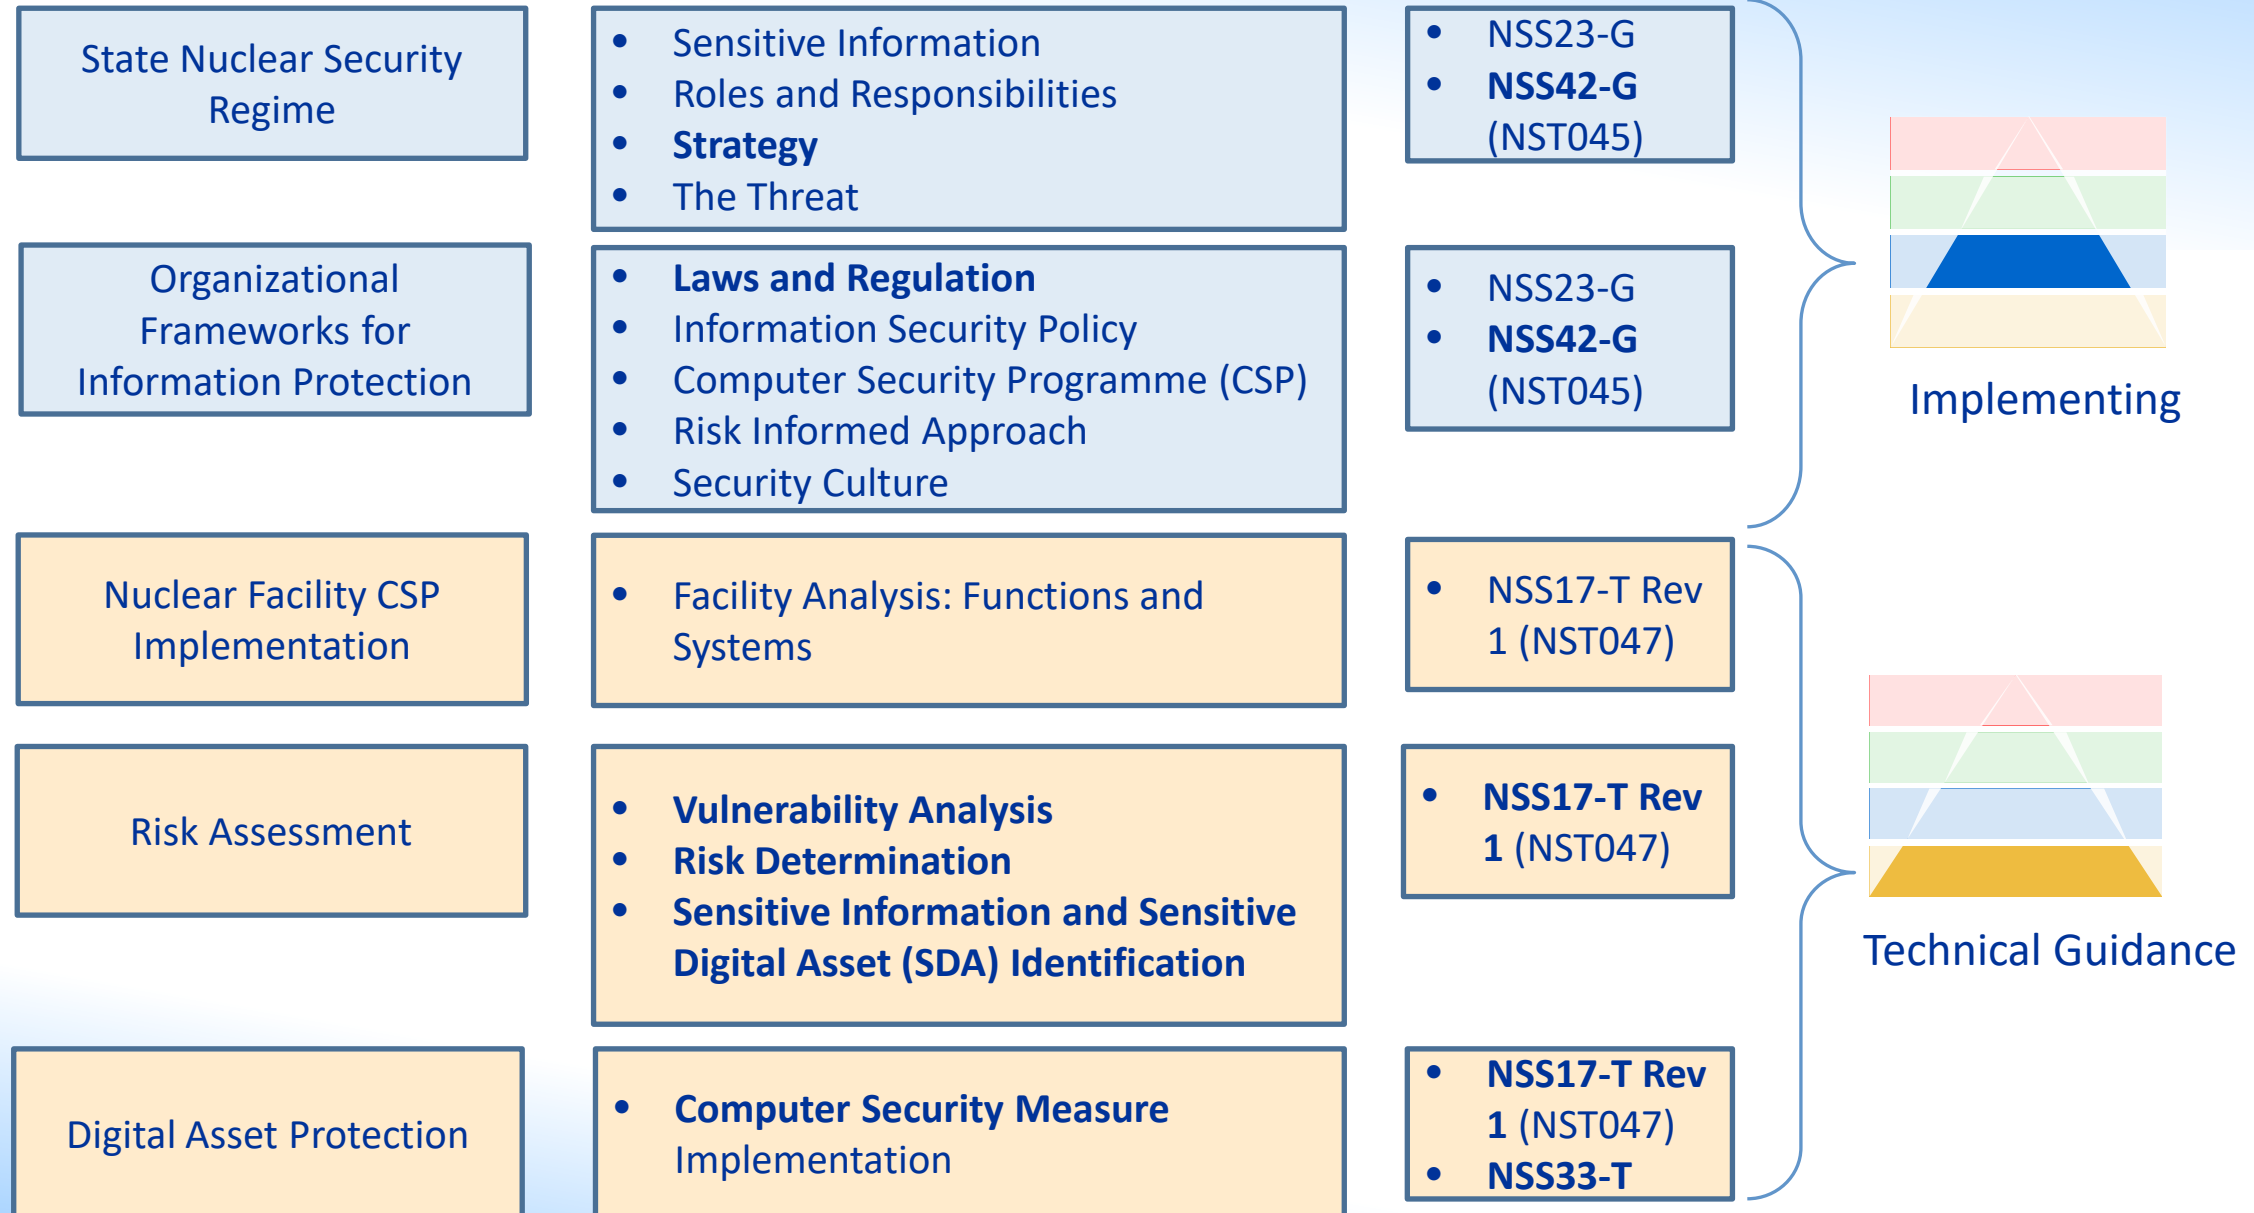 State Nuclear Security
Regime
• Sensitive Information
• Roles and Responsibilities
• Strategy
• The Threat
• NSS23-G
• NSS42-G
(NST045)
Organizational
Frameworks for
Information Protection
• Laws and Regulation
• Information Security Policy
• Computer Security Programme (CSP)
• Risk Informed Approach
• Security Culture
• NSS23-G
• NSS42-G
(NST045)
Implementing
Nuclear Facility CSP
Implementation
• Facility Analysis: Functions and
Systems
• NSS17-T Rev
1 (NST047)
Risk Assessment
• Vulnerability Analysis
• Risk Determination
• Sensitive Information and Sensitive
Digital Asset (SDA) Identification
• NSS17-T Rev
1 (NST047)
Technical Guidance
Digital Asset Protection
• Computer Security Measure
Implementation
• NSS17-T Rev
1 (NST047)
• NSS33-T